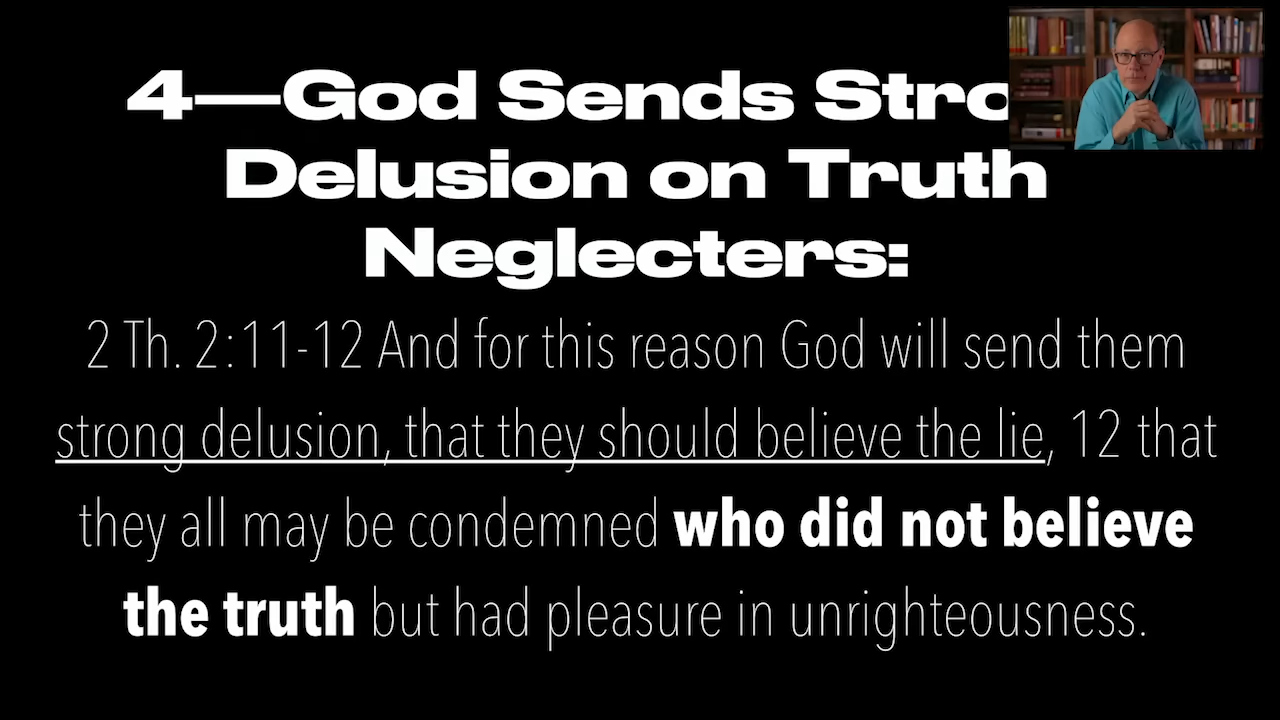 4—God Sends Stro
Delusion on Truth
Neglecters:
2 Th. 2:11-12 And for this reason God will send them
strong delusion, that they should believe the lie, 12 that
they all may be condemned who did not believe
the truth but had pleasure in unrighteousness.